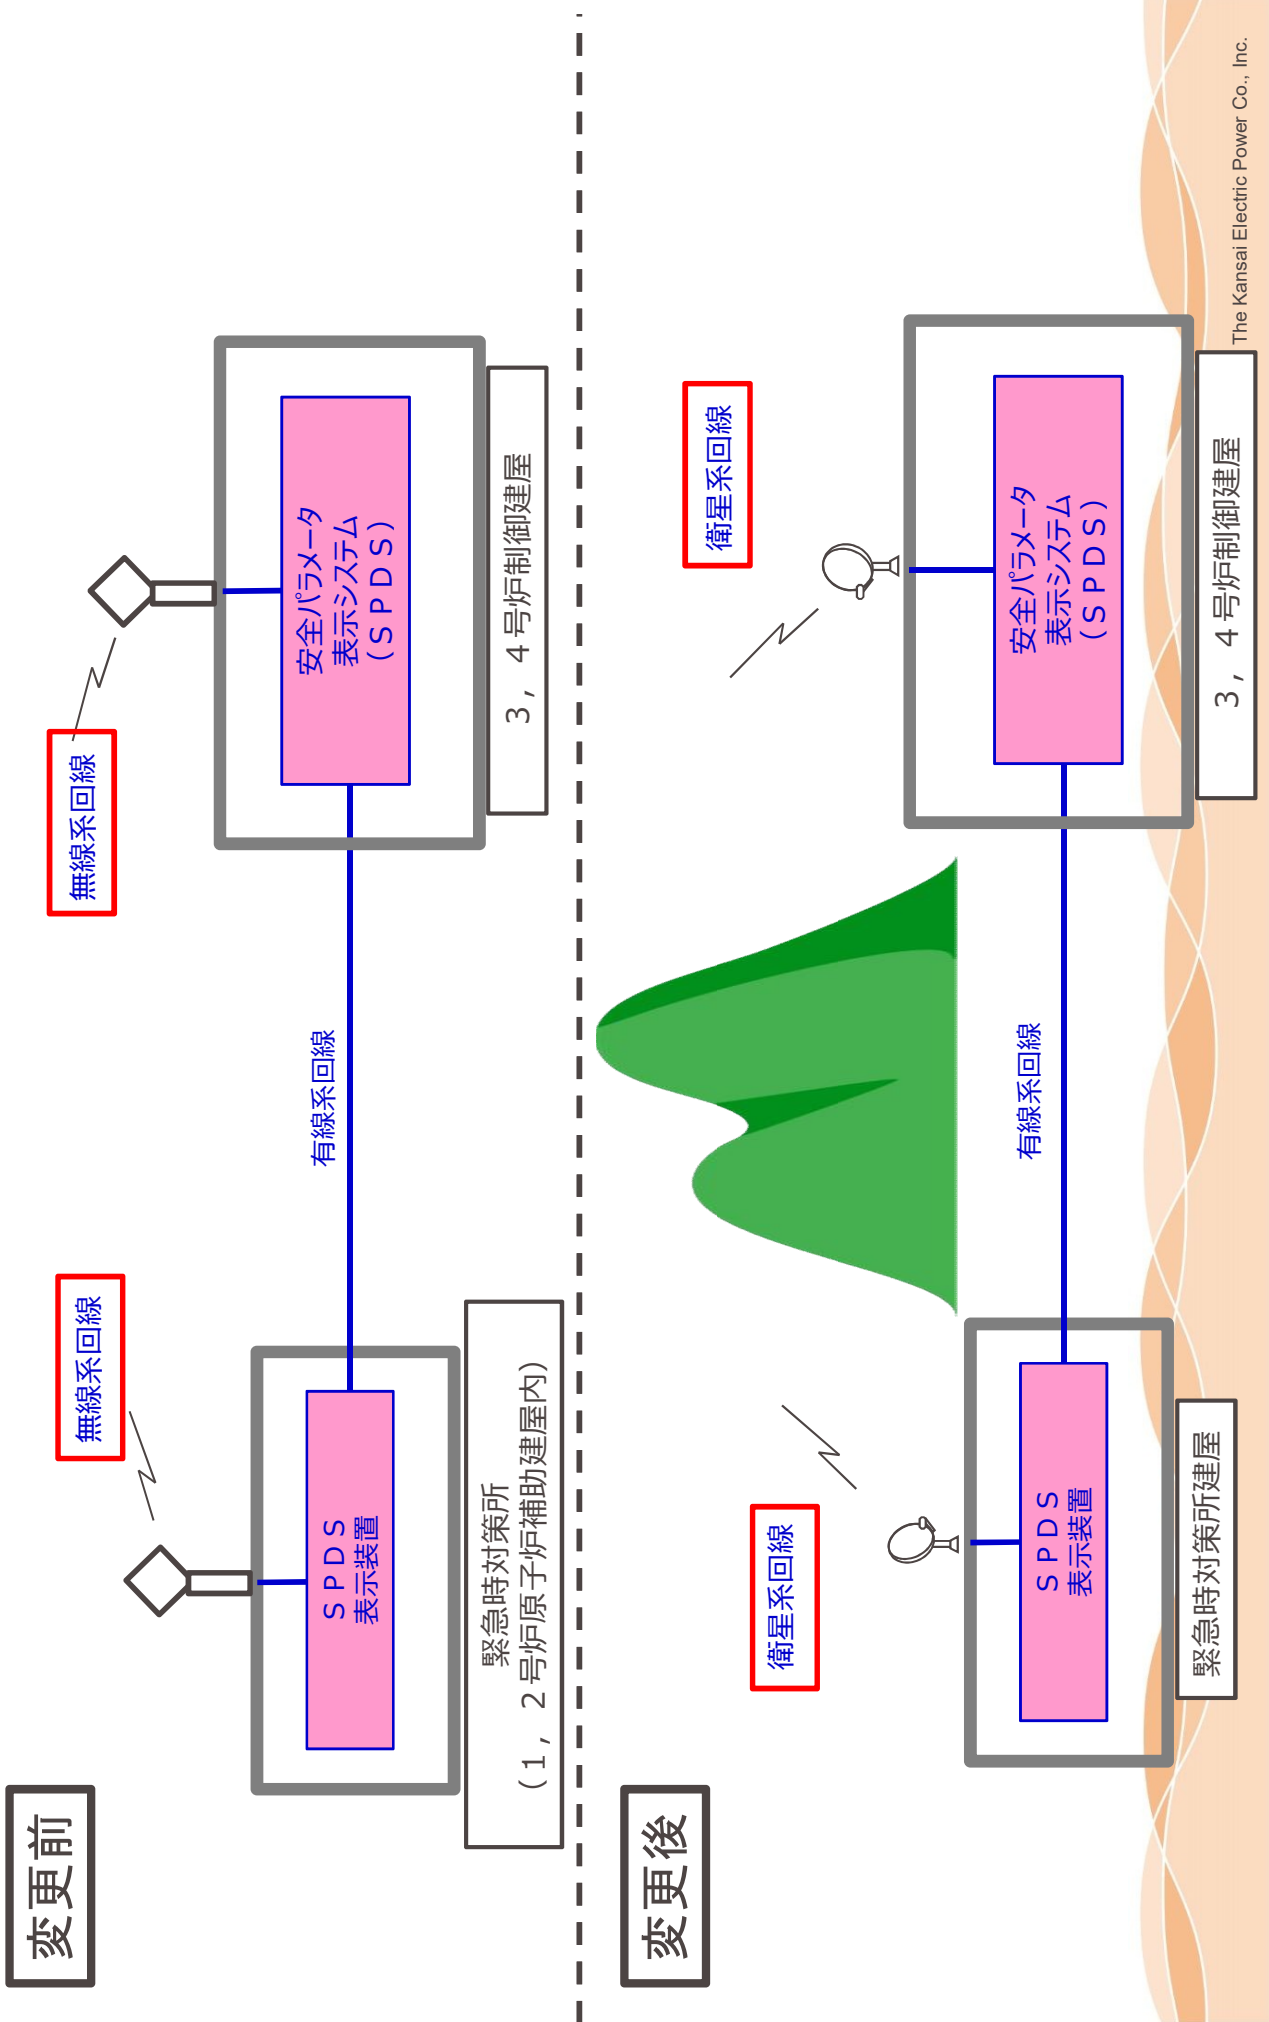 変更前
無線系回線
無線系回線
ＳＰＤＳ
表示装置
有線系回線
安全パラメータ
表示システム
（ＳＰＤＳ）
緊急時対策所
（１，２号炉原子炉補助建屋内）
３，４号炉制御建屋
変更後
衛星系回線
衛星系回線
ＳＰＤＳ
表示装置
有線系回線
安全パラメータ
表示システム
（ＳＰＤＳ）
緊急時対策所建屋
３，４号炉制御建屋
The Kansai Electric Power Co., Inc.